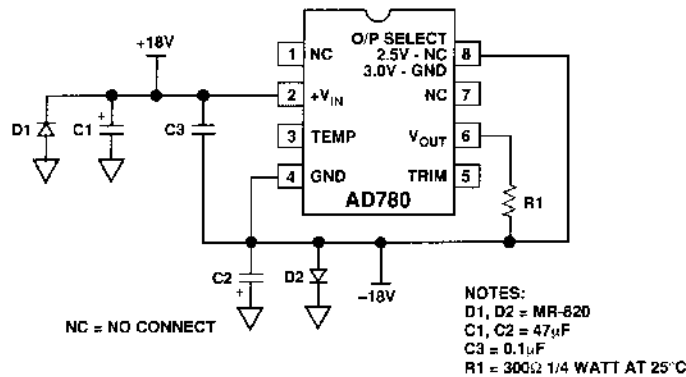 +18V
O/P SELECT
1 NC 2.5V - NC 8
3.0V - GND
2 +VIN NC 7
D1 C1 + C3
3 TEMP VOUT 6
4 GND TRIM 5
AD780
R1
C2 + D2
-18V
NC = NO CONNECT
NOTES:
D1, D2 = MR-820
C1, C2 = 47µF
C3 = 0.1µF
R1 = 300Ω 1/4 WATT AT 25°C